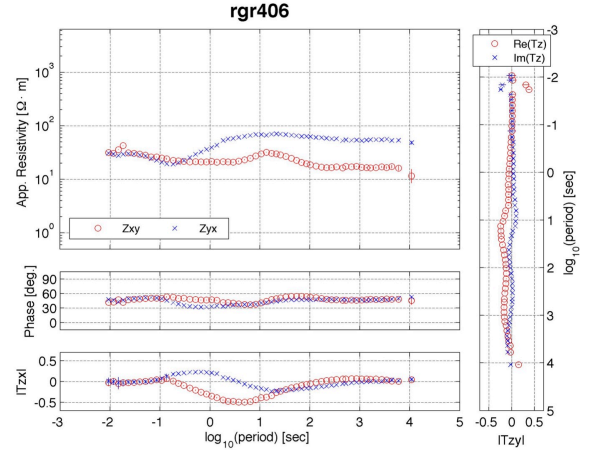 rgr406
App. Resistivity [Ω · m]
10³
10²
10¹
10⁰
Zxy
Zyx
Phase [deg.]
90
60
30
0
|Tzx|
0.5
0
-0.5
-3
-2
-1
0
1
2
3
4
5
log₁₀(period) [sec]
Re(Tz)
Im(Tz)
-3
-2
-1
0
1
2
3
4
5
log₁₀(period) [sec]
-0.5
0
0.5
|Tzy|